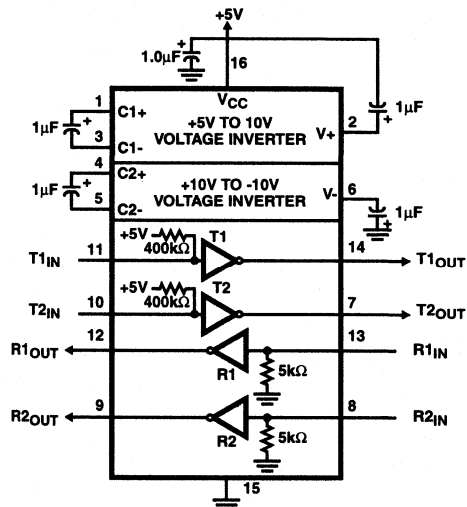 +5V
1.0µF
+
16
+
1µF
1
C1+
VCC
+5V TO 10V
VOLTAGE INVERTER
V+
2
1µF
+
3
C1-
4
C2+
+10V TO -10V
VOLTAGE INVERTER
V-
6
1µF
+
5
C2-
1µF
+
+5V
400kΩ
T1
T1IN
11
14
T1OUT
+5V
400kΩ
T2
T2IN
10
7
T2OUT
R1OUT
12
13
R1IN
R1
5kΩ
R2OUT
9
8
R2IN
R2
5kΩ
15